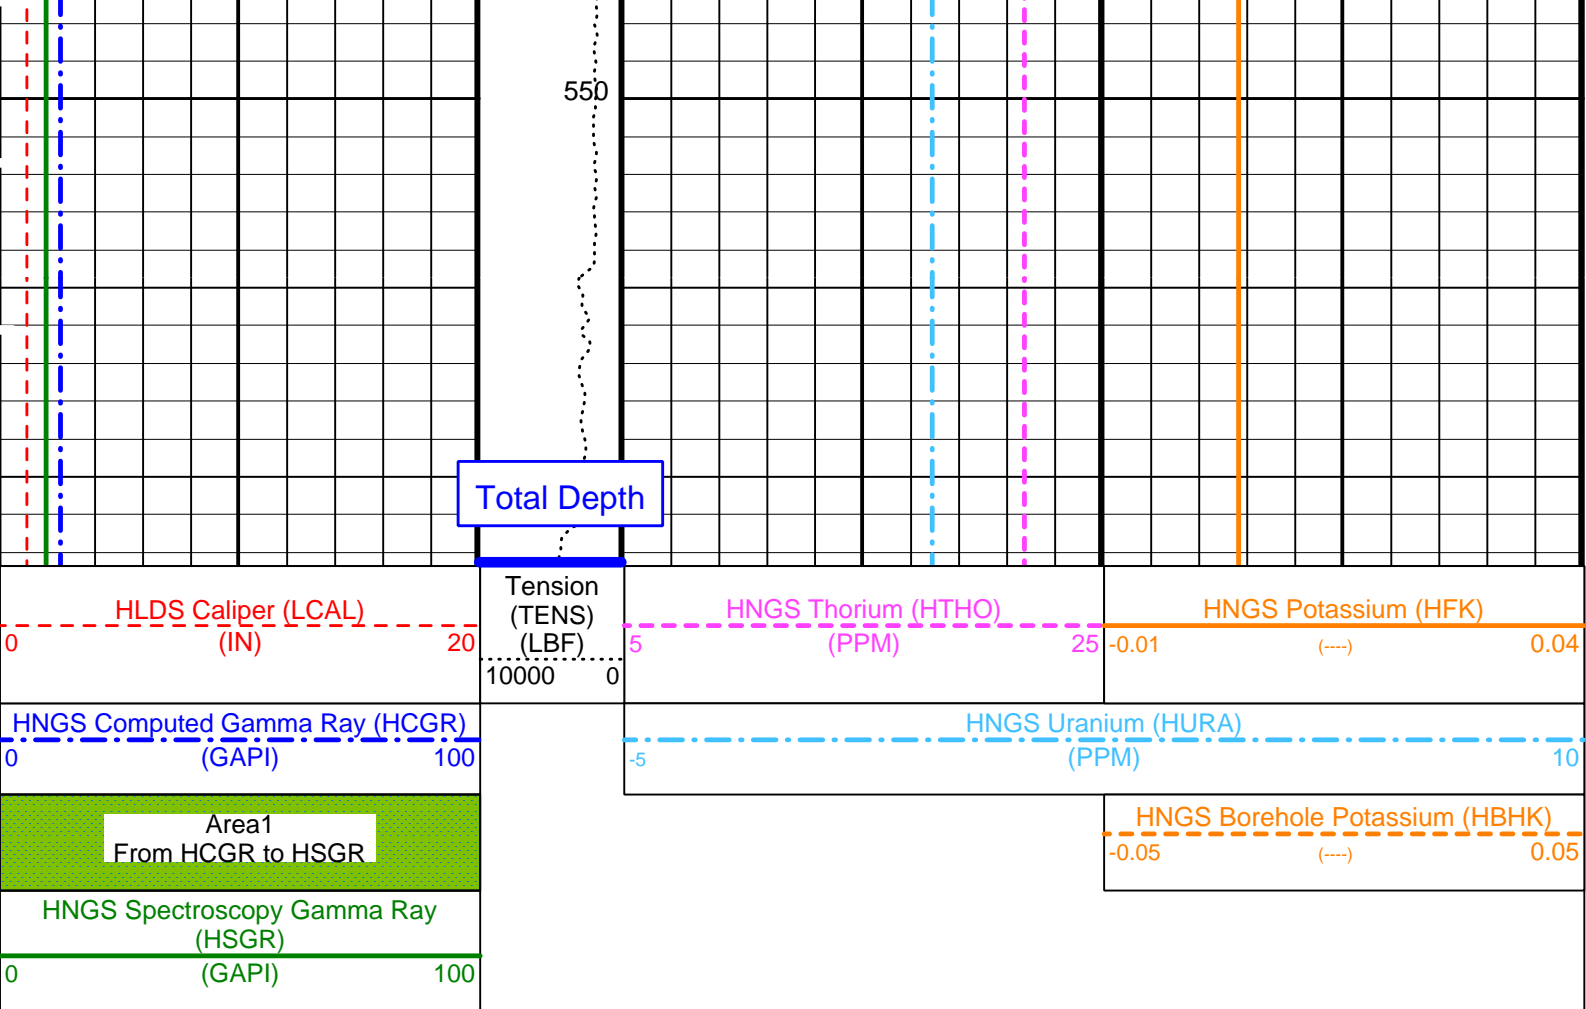 550
Total Depth
HLDS Caliper (LCAL)
0 (IN) 20
Tension
(TENS)
(LBF)
10000 0
HNGS Thorium (HTHO)
5 (PPM) 25
HNGS Potassium (HFK)
-0.01 (----) 0.04
HNGS Computed Gamma Ray (HCGR)
0 (GAPI) 100
HNGS Uranium (HURA)
-5 (PPM) 10
Area1
From HCGR to HSGR
HNGS Borehole Potassium (HBHK)
-0.05 (----) 0.05
HNGS Spectroscopy Gamma Ray
(HSGR)
0 (GAPI) 100